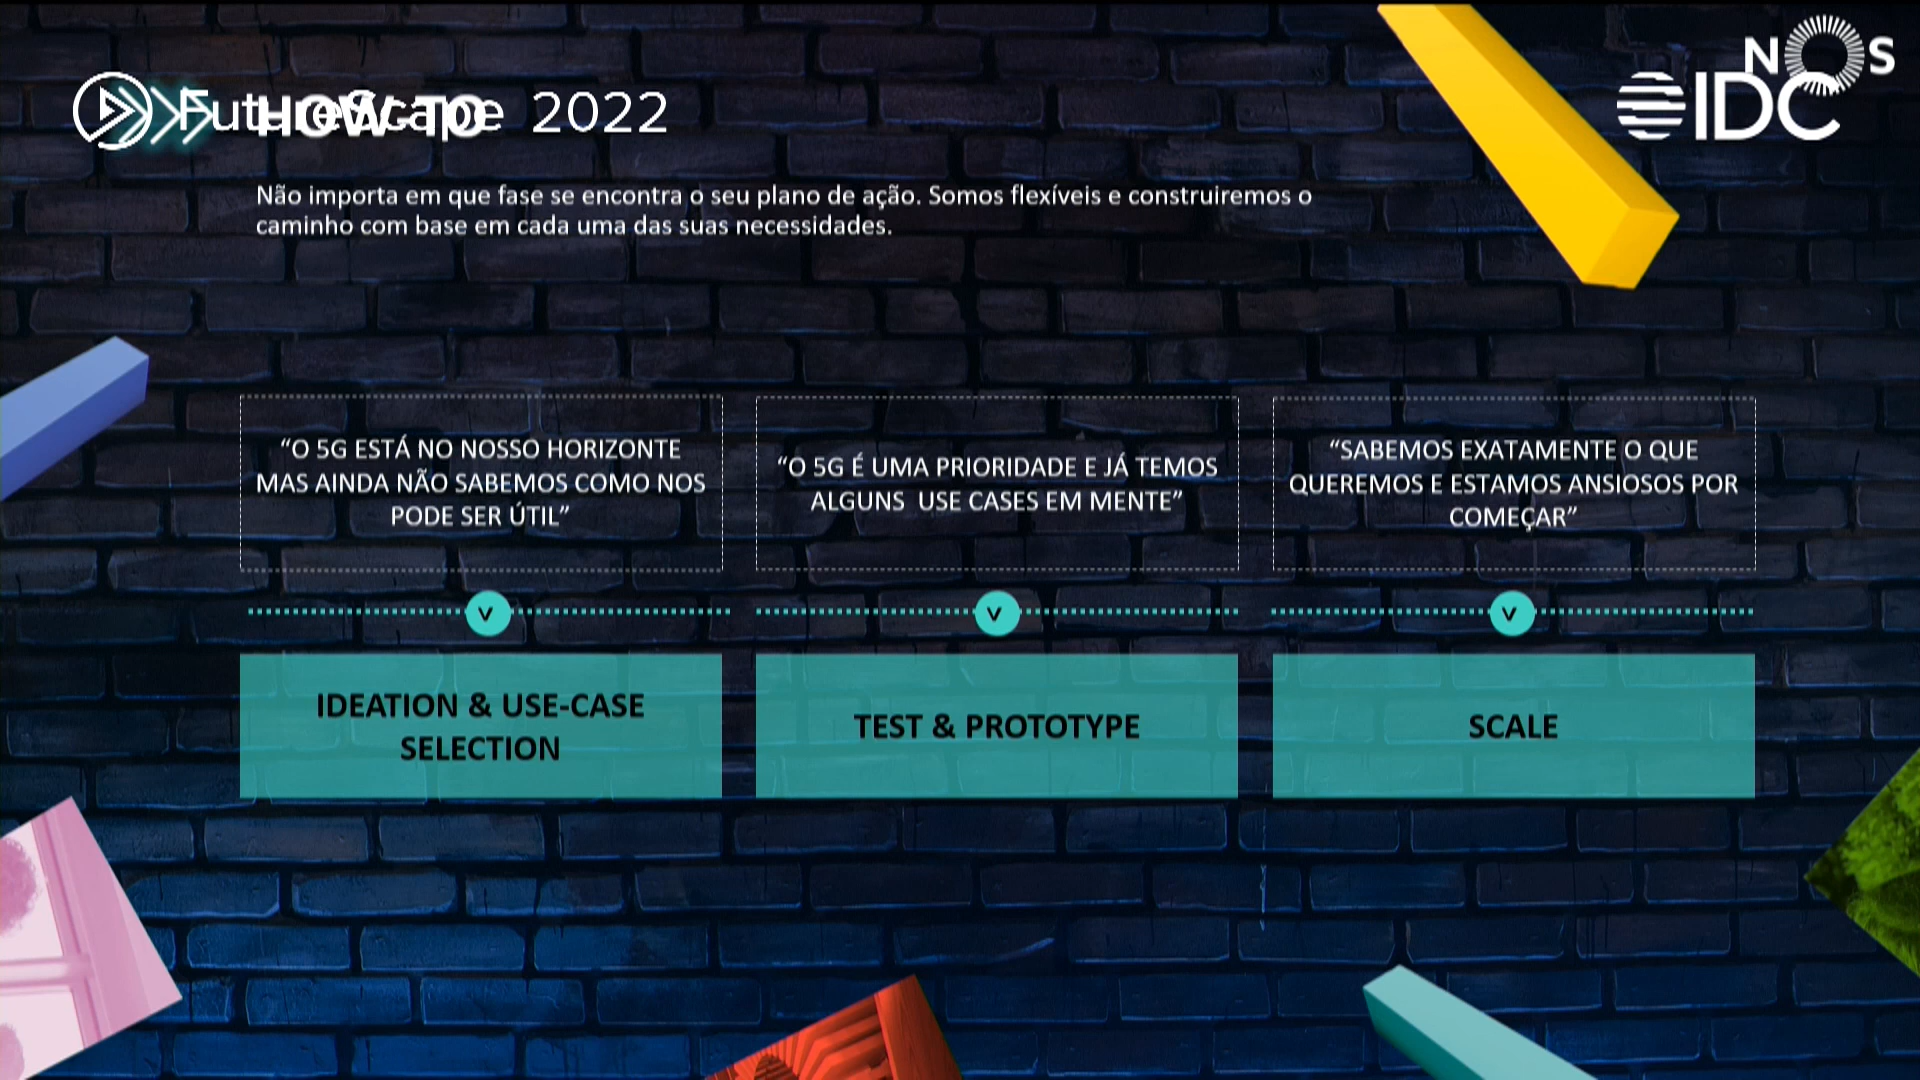 NOS
IDC
FutureScape 2022
HOW-TO
Não importa em que fase se encontra o seu plano de ação. Somos flexíveis e construiremos o
caminho com base em cada uma das suas necessidades.
“O 5G ESTÁ NO NOSSO HORIZONTE
MAS AINDA NÃO SABEMOS COMO NOS
PODE SER ÚTIL”
“O 5G É UMA PRIORIDADE E JÁ TEMOS
ALGUNS  USE CASES EM MENTE”
“SABEMOS EXATAMENTE O QUE
QUEREMOS E ESTAMOS ANSIOSOS POR
COMEÇAR”
IDEATION & USE-CASE
SELECTION
TEST & PROTOTYPE
SCALE